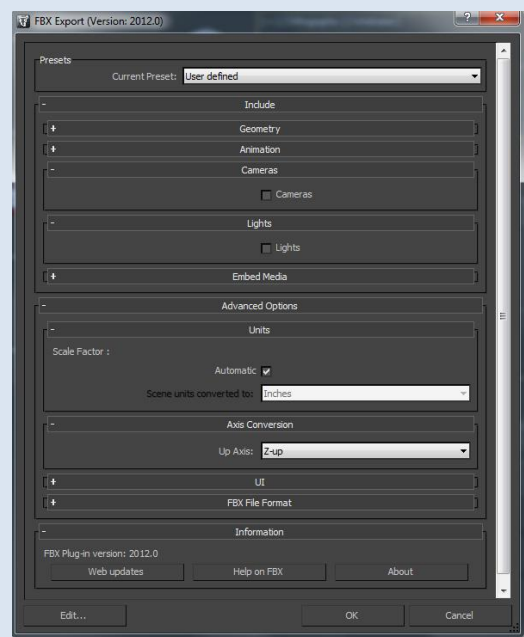 FBX Export (Version: 2012.0)
Presets
Current Preset: User defined
- Include
+ Geometry
+ Animation
- Cameras
Cameras
- Lights
Lights
+ Embed Media
- Advanced Options
- Units
Scale Factor :
Automatic
Scene units converted to: Inches
- Axis Conversion
Up Axis: Z-up
+ UI
+ FBX File Format
- Information
FBX Plug-in version: 2012.0
Web updates Help on FBX About
Edit... OK Cancel